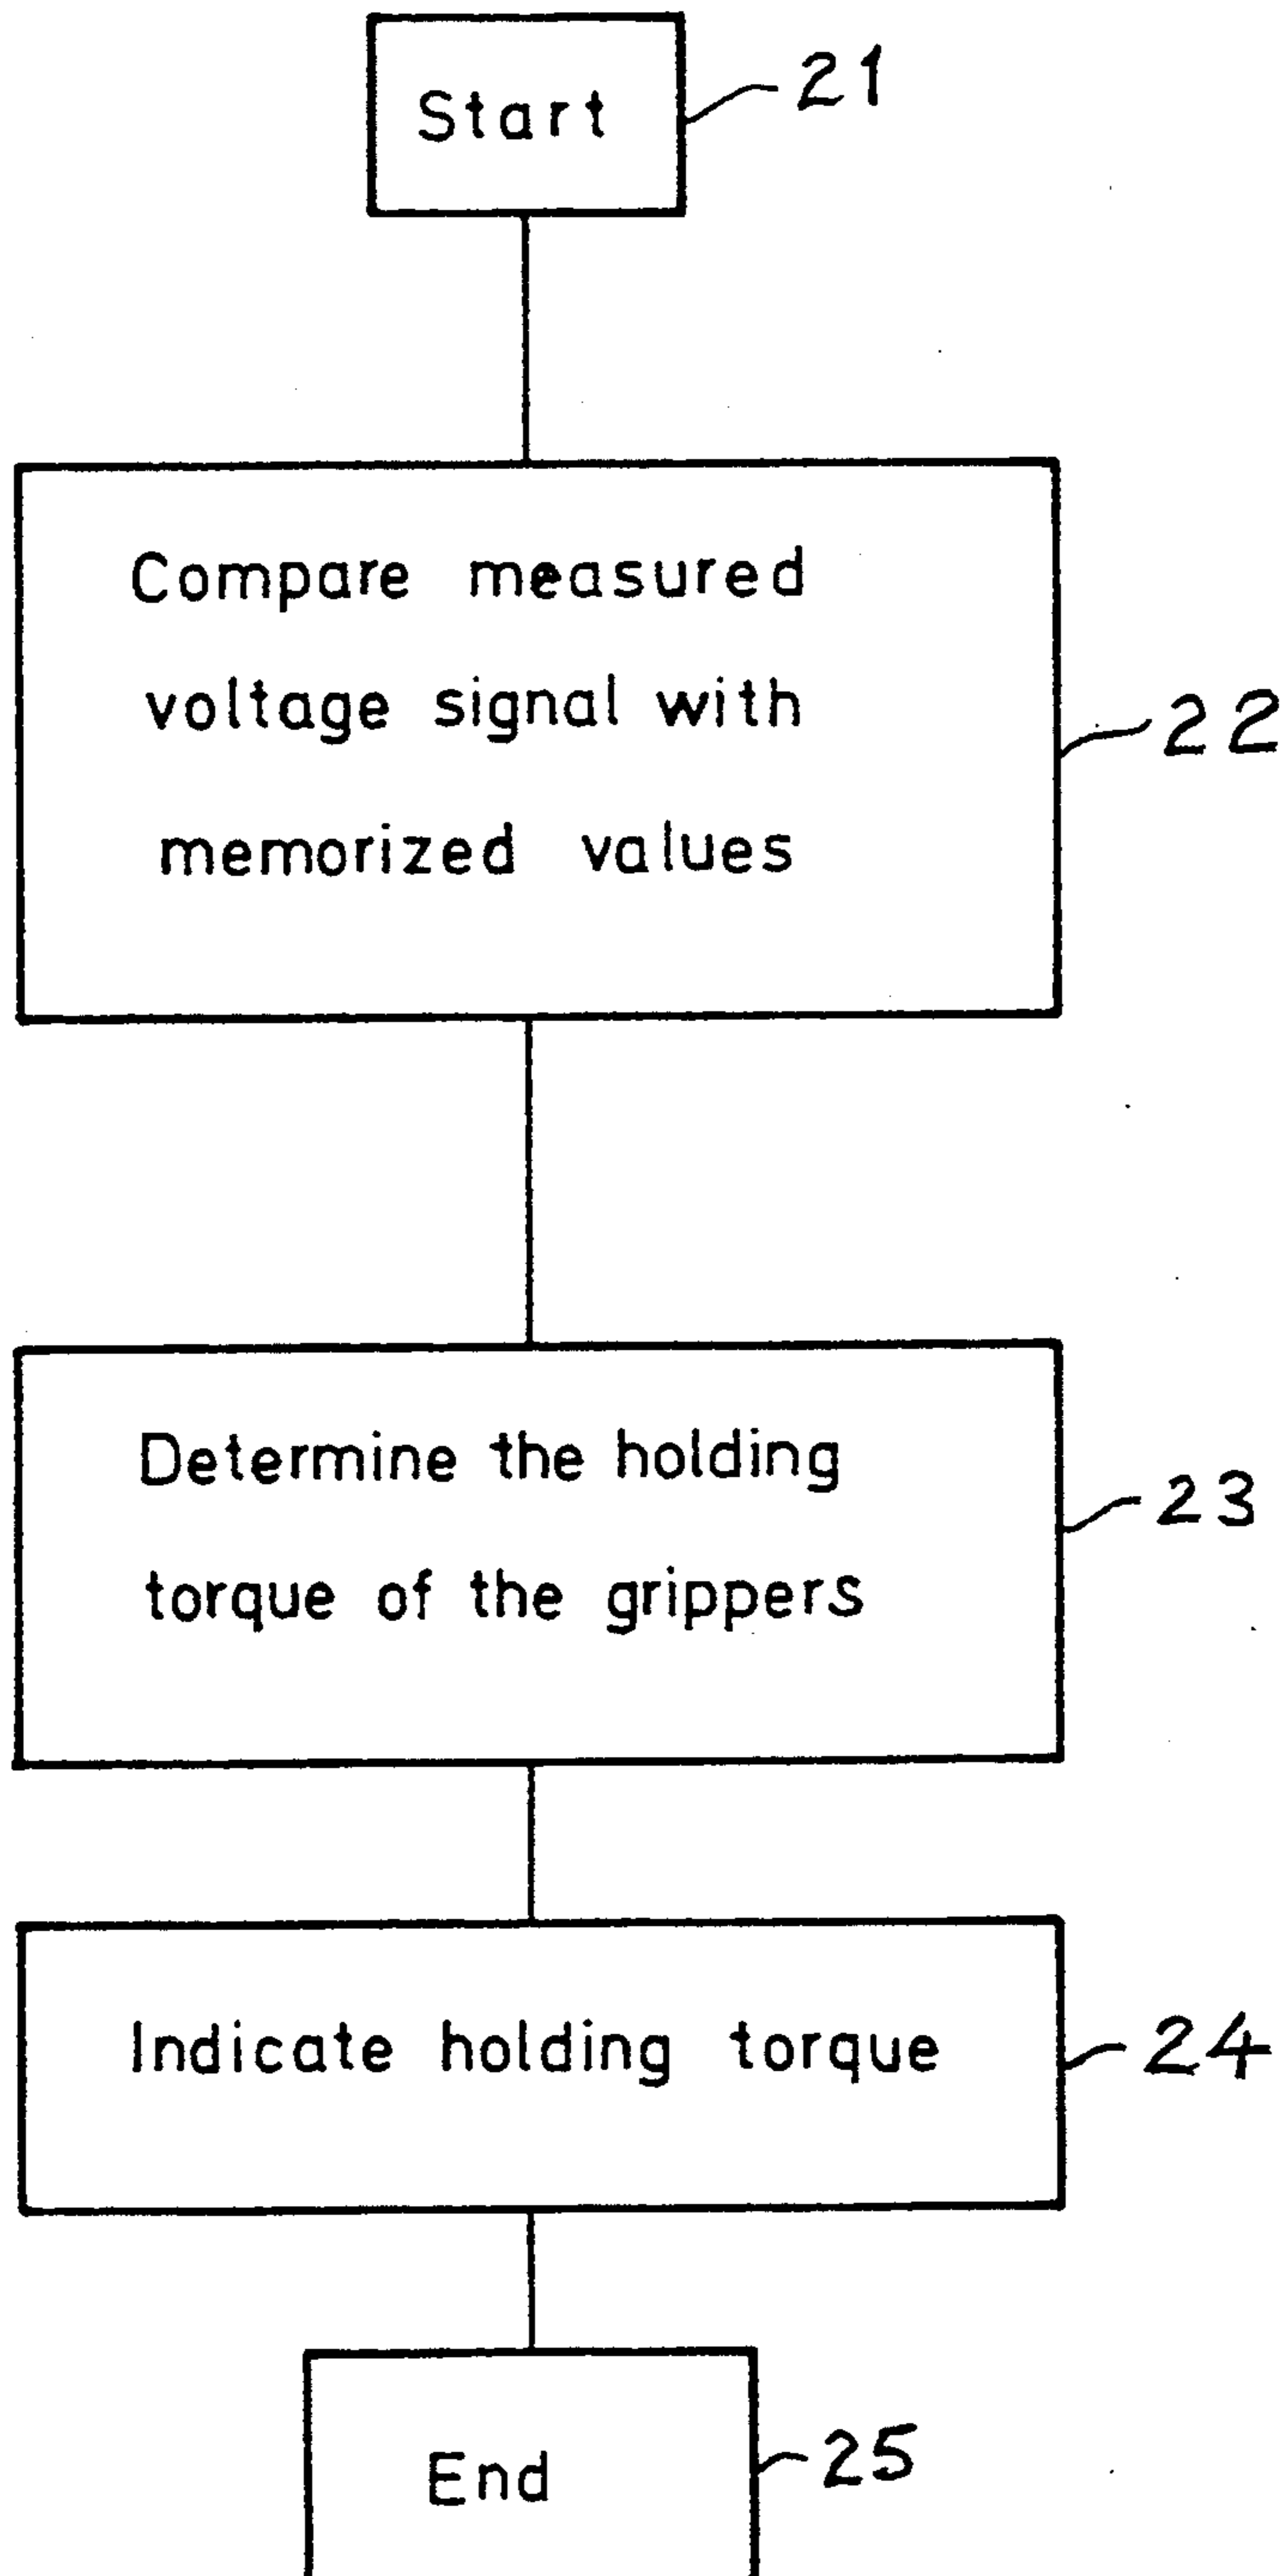 Start
21
Compare measured
voltage signal with
memorized values
22
Determine the holding
torque of the grippers
23
Indicate holding torque
24
End
25